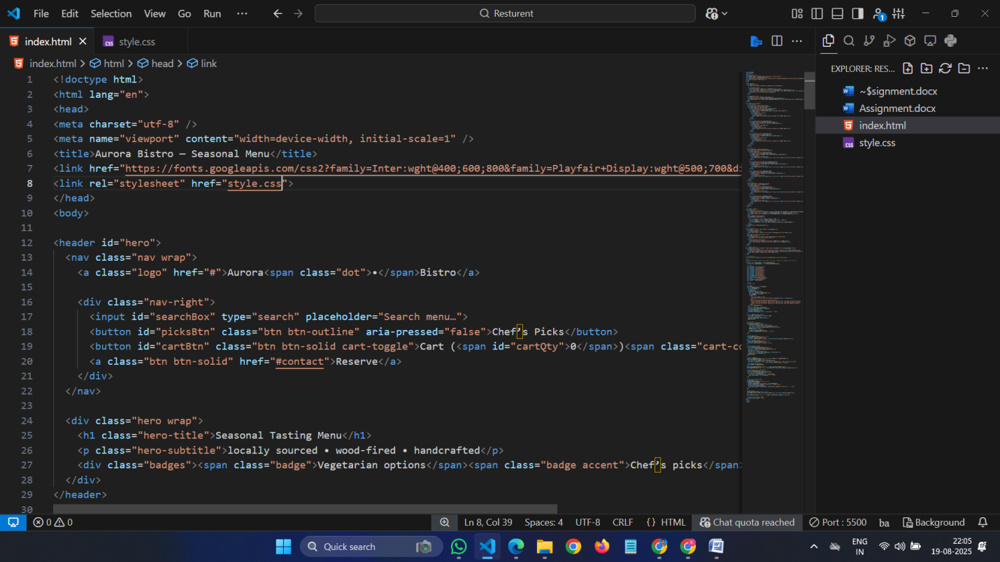 File Edit Selection View Go Run ··· Resturent
index.html style.css
index.html > html > head > link
1 <!doctype html>
2 <html lang="en">
3 <head>
4 <meta charset="utf-8" />
5 <meta name="viewport" content="width=device-width, initial-scale=1" />
6 <title>Aurora Bistro — Seasonal Menu</title>
7 <link href="https://fonts.googleapis.com/css2?family=Inter:wght@400;600;800&family=Playfair+Display:wght@500;700&di
8 <link rel="stylesheet" href="style.css">
9 </head>
10 <body>
11
12 <header id="hero">
13 <nav class="nav wrap">
14 <a class="logo" href="#">Aurora<span class="dot">•</span>Bistro</a>
15
16 <div class="nav-right">
17 <input id="searchBox" type="search" placeholder="Search menu…">
18 <button id="picksBtn" class="btn btn-outline" aria-pressed="false">Chef’s Picks</button>
19 <button id="cartBtn" class="btn btn-solid cart-toggle">Cart (<span id="cartQty">0</span>)<span class="cart-co
20 <a class="btn btn-solid" href="#contact">Reserve</a>
21 </div>
22 </nav>
23
24 <div class="hero wrap">
25 <h1 class="hero-title">Seasonal Tasting Menu</h1>
26 <p class="hero-subtitle">locally sourced • wood-fired • handcrafted</p>
27 <div class="badges"><span class="badge">Vegetarian options</span><span class="badge accent">Chef’s picks</span>
28 </div>
29 </header>
30
EXPLORER: RES...
~$signment.docx
Assignment.docx
index.html
style.css
0 0 Ln 8, Col 39 Spaces: 4 UTF-8 CRLF {} HTML Chat quota reached Port : 5500 ba Background
Quick search
ENG
IN
22:05
19-08-2025